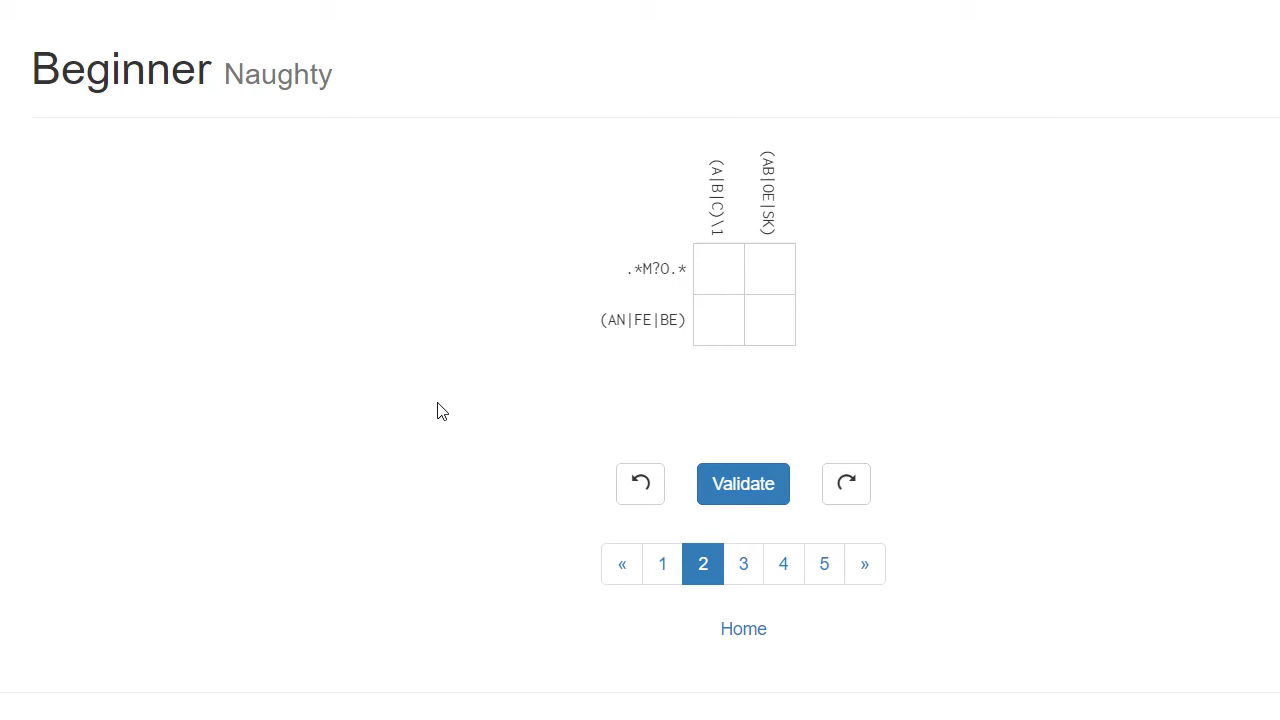 Beginner Naughty
(A|B|C)\1
(AB|OE|SK)
.*M?O.*
(AN|FE|BE)
Validate
« 1 2 3 4 5 »
Home